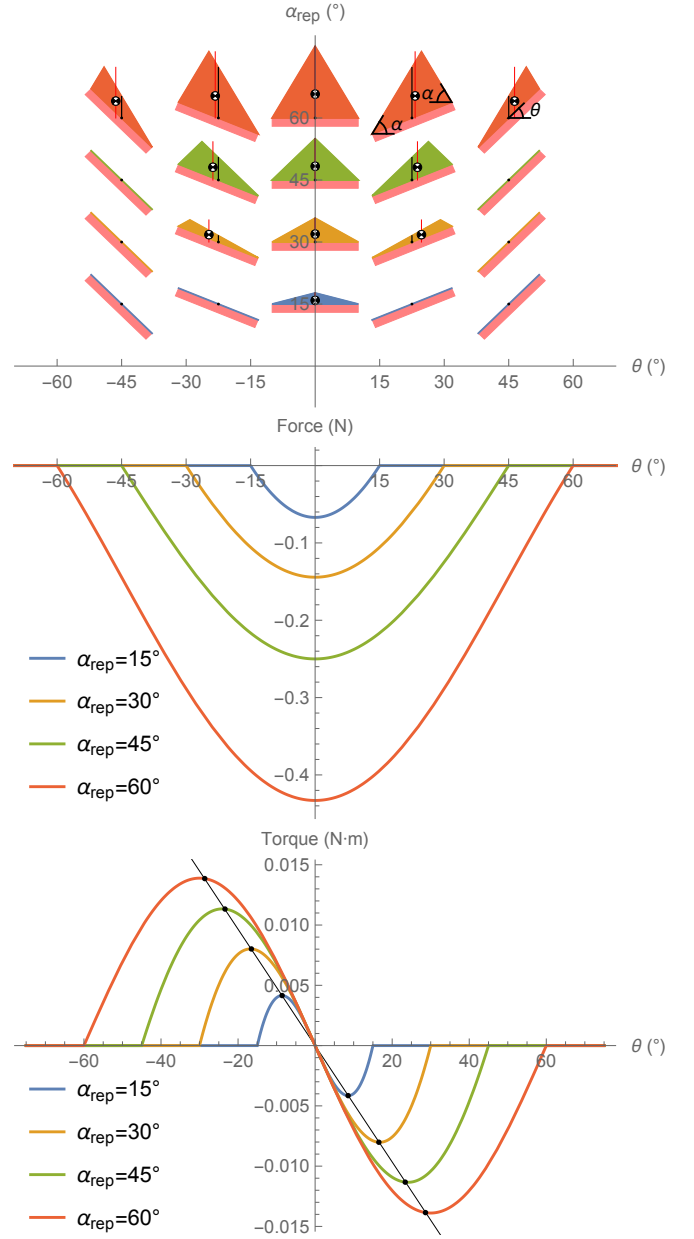 α_rep (°)
α
α
θ
60
45
30
15
−60 −45 −30 −15 15 30 45 60 θ (°)
Force (N)
−60 −45 −30 −15 15 30 45 60 θ (°)
−0.1
−0.2
−0.3
−0.4
α_rep=15°
α_rep=30°
α_rep=45°
α_rep=60°
Torque (N·m)
0.015
0.010
0.005
−60 −40 −20 20 40 60 θ (°)
−0.005
−0.010
−0.015
α_rep=15°
α_rep=30°
α_rep=45°
α_rep=60°